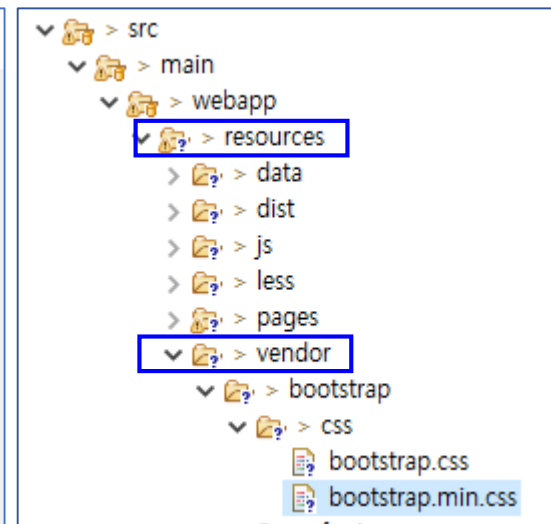 > src
> main
> webapp
> resources
> data
> dist
> js
> less
> pages
> vendor
> bootstrap
> css
bootstrap.css
bootstrap.min.css